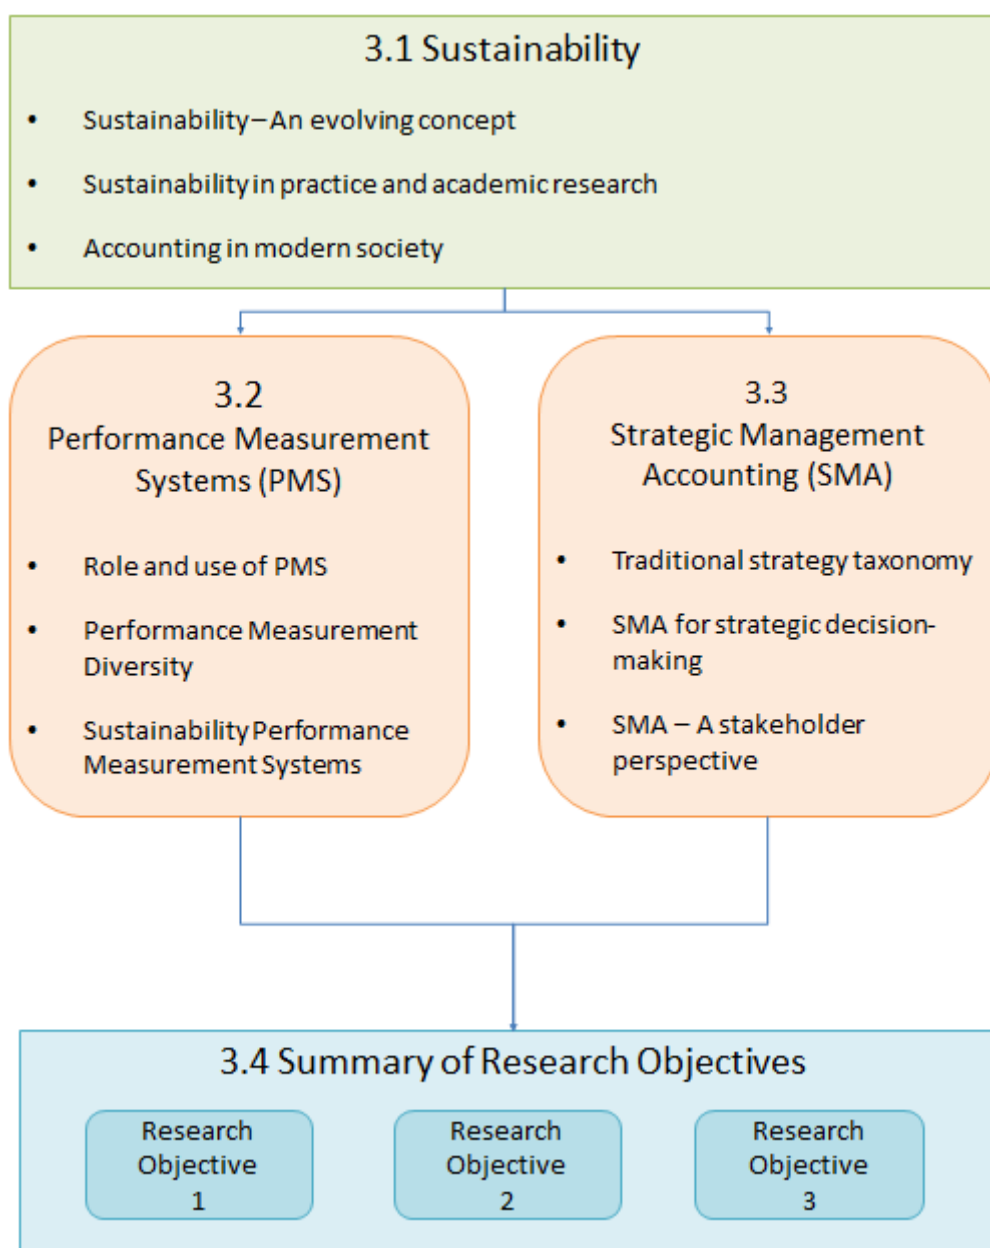 3.1 Sustainability
• Sustainability – An evolving concept
• Sustainability in practice and academic research
• Accounting in modern society
3.2
Performance Measurement
Systems (PMS)
• Role and use of PMS
• Performance Measurement
Diversity
• Sustainability Performance
Measurement Systems
3.3
Strategic Management
Accounting (SMA)
• Traditional strategy taxonomy
• SMA for strategic decision-
making
• SMA – A stakeholder
perspective
3.4 Summary of Research Objectives
Research
Objective
1
Research
Objective
2
Research
Objective
3